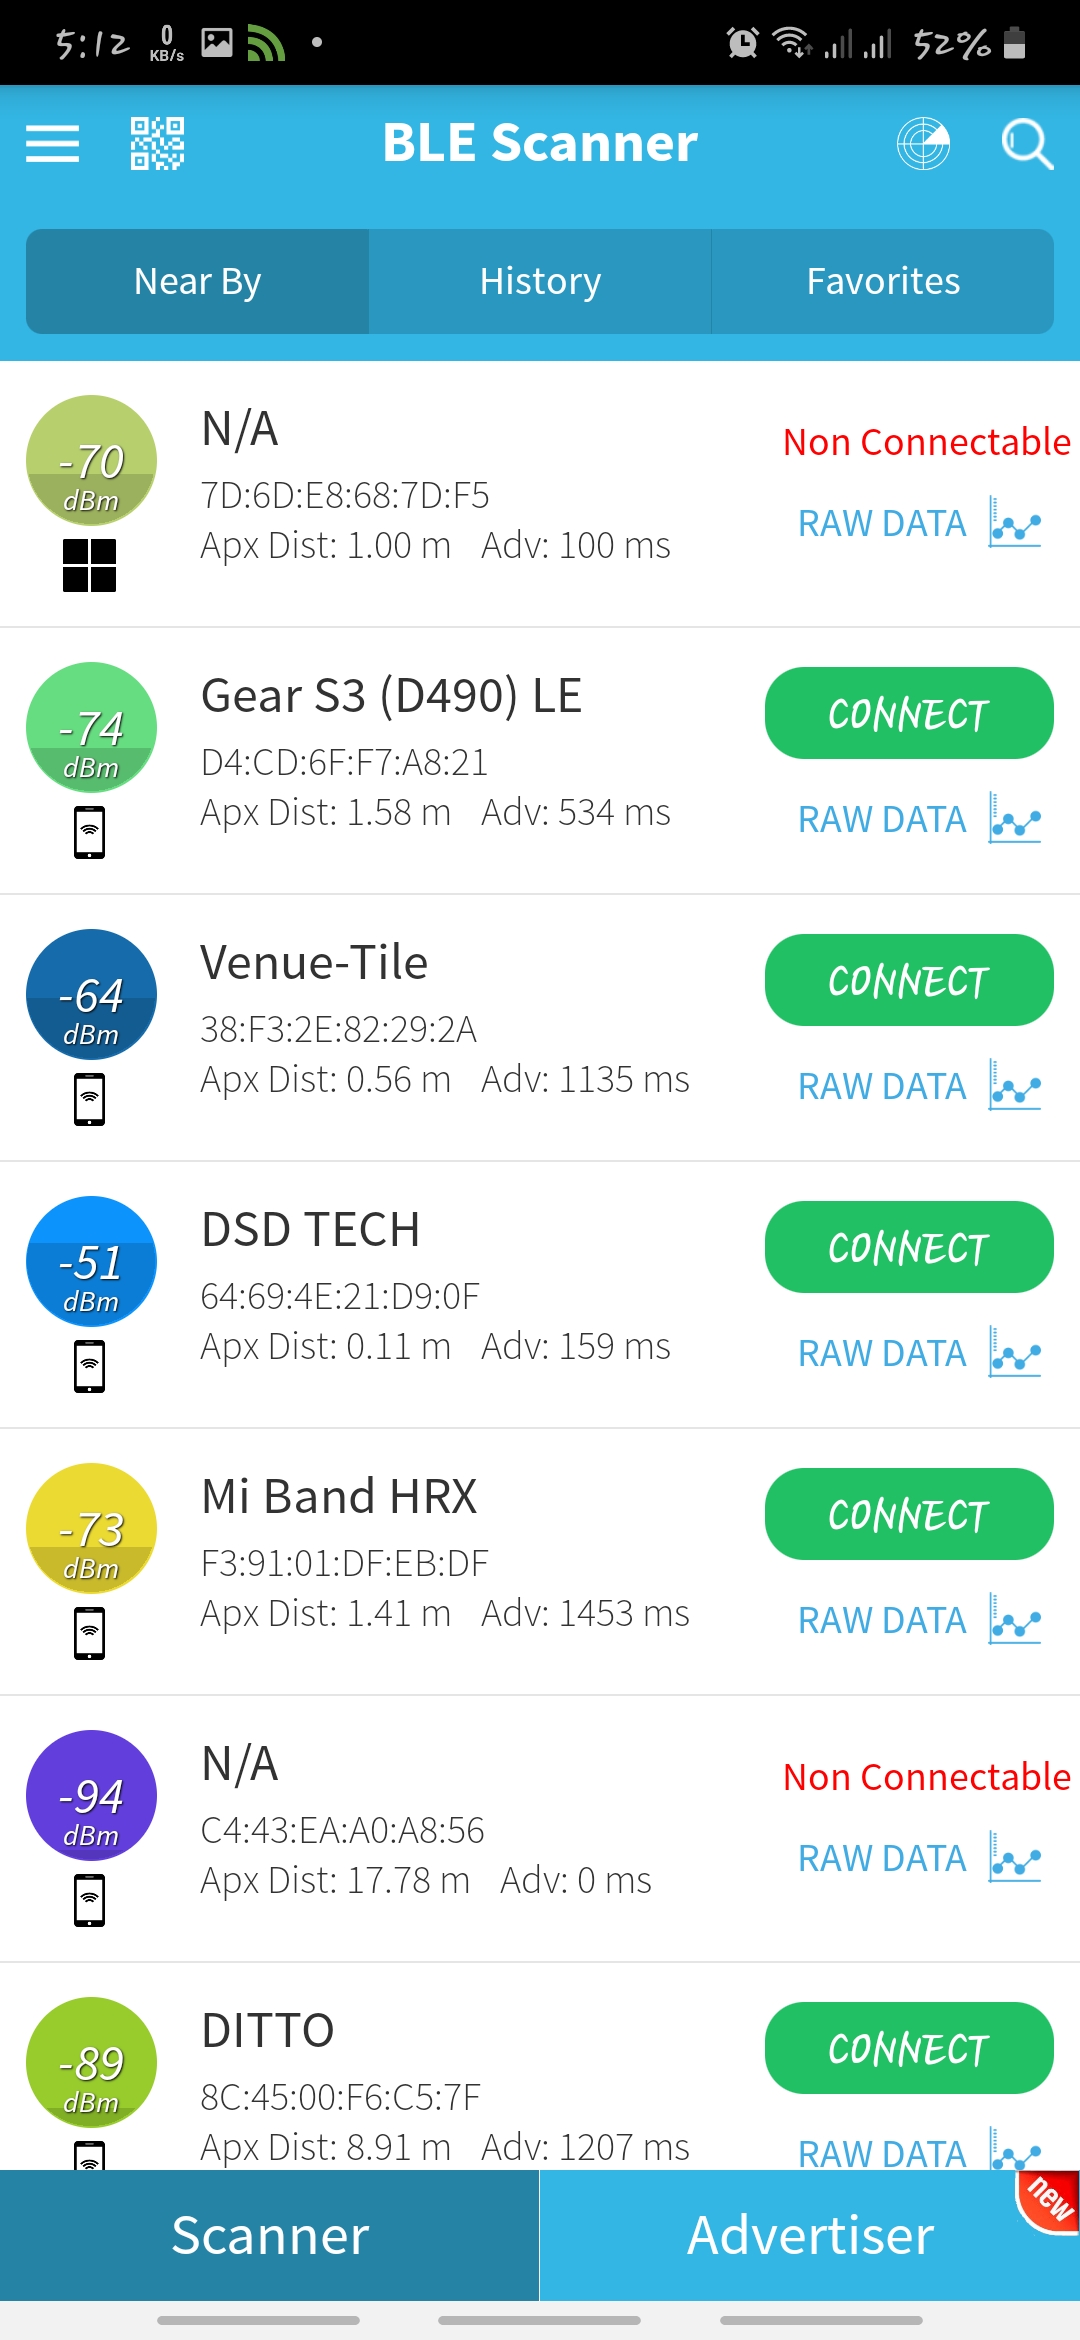 5:12 0 KB/s 52%
BLE Scanner
Near By History Favorites
N/A
-70 dBm
Non Connectable
7D:6D:E8:68:7D:F5
RAW DATA
Apx Dist: 1.00 m Adv: 100 ms
Gear S3 (D490) LE
-74 dBm
CONNECT
D4:CD:6F:F7:A8:21
Apx Dist: 1.58 m Adv: 534 ms
RAW DATA
Venue-Tile
-64 dBm
CONNECT
38:F3:2E:82:29:2A
Apx Dist: 0.56 m Adv: 1135 ms
RAW DATA
DSD TECH
-51 dBm
CONNECT
64:69:4E:21:D9:0F
Apx Dist: 0.11 m Adv: 159 ms
RAW DATA
Mi Band HRX
-73 dBm
CONNECT
F3:91:01:DF:EB:DF
Apx Dist: 1.41 m Adv: 1453 ms
RAW DATA
N/A
-94 dBm
Non Connectable
C4:43:EA:A0:A8:56
RAW DATA
Apx Dist: 17.78 m Adv: 0 ms
DITTO
-89 dBm
CONNECT
8C:45:00:F6:C5:7F
Apx Dist: 8.91 m Adv: 1207 ms
RAW DATA
new
Scanner Advertiser